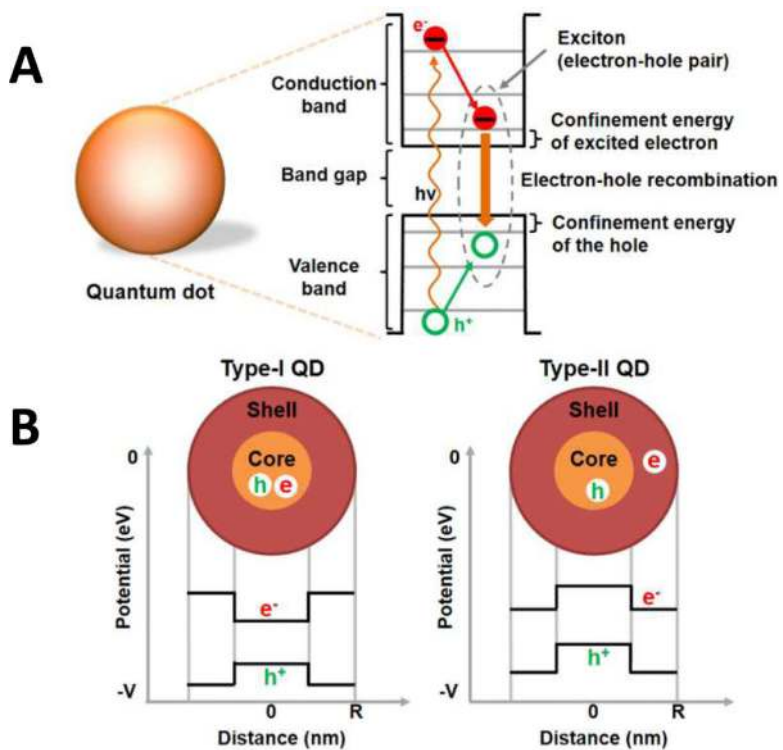 A
e-
Exciton
(electron-hole pair)
Conduction
band
Confinement energy
of excited electron
Band gap
hν
Electron-hole recombination
Confinement energy
of the hole
Valence
band
Quantum dot
h+
B
Type-I QD
Type-II QD
Shell
Core
h e
0
Potential (eV)
-V
e-
h+
0
R
Distance (nm)
Shell
Core
e
h
0
Potential (eV)
-V
e-
h+
0
R
Distance (nm)